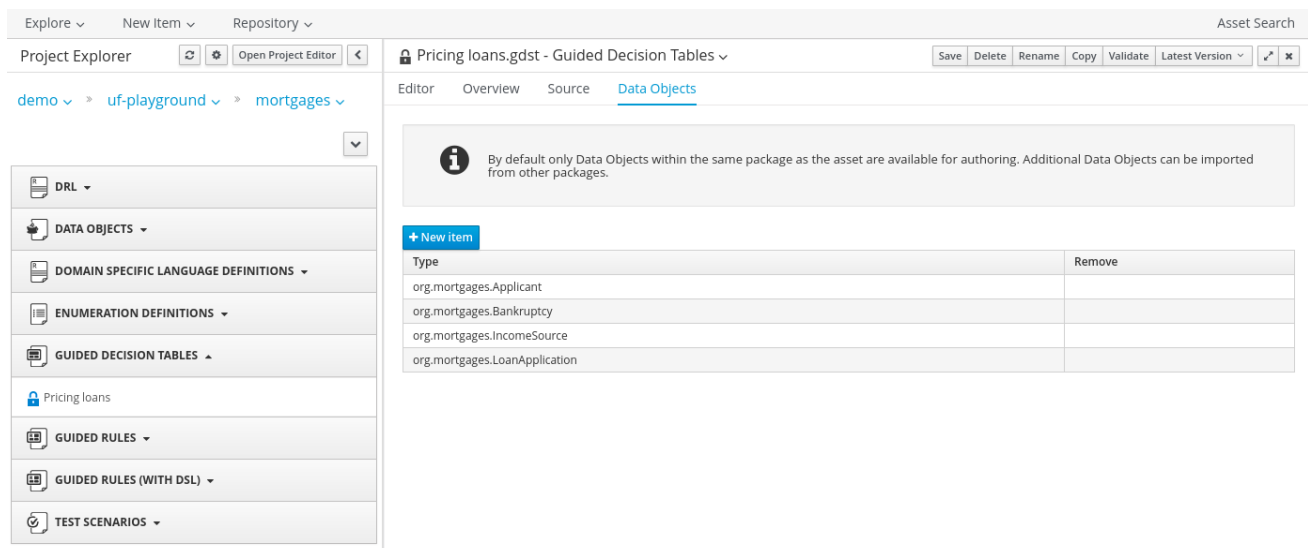 Explore New Item Repository Asset Search
Project Explorer Open Project Editor
demo » uf-playground » mortgages
DRL
DATA OBJECTS
DOMAIN SPECIFIC LANGUAGE DEFINITIONS
ENUMERATION DEFINITIONS
GUIDED DECISION TABLES
Pricing loans
GUIDED RULES
GUIDED RULES (WITH DSL)
TEST SCENARIOS
Pricing loans.gdst - Guided Decision Tables
Save Delete Rename Copy Validate Latest Version
Editor Overview Source Data Objects
By default only Data Objects within the same package as the asset are available for authoring. Additional Data Objects can be imported
from other packages.
+ New item
Type Remove
org.mortgages.Applicant
org.mortgages.Bankruptcy
org.mortgages.IncomeSource
org.mortgages.LoanApplication